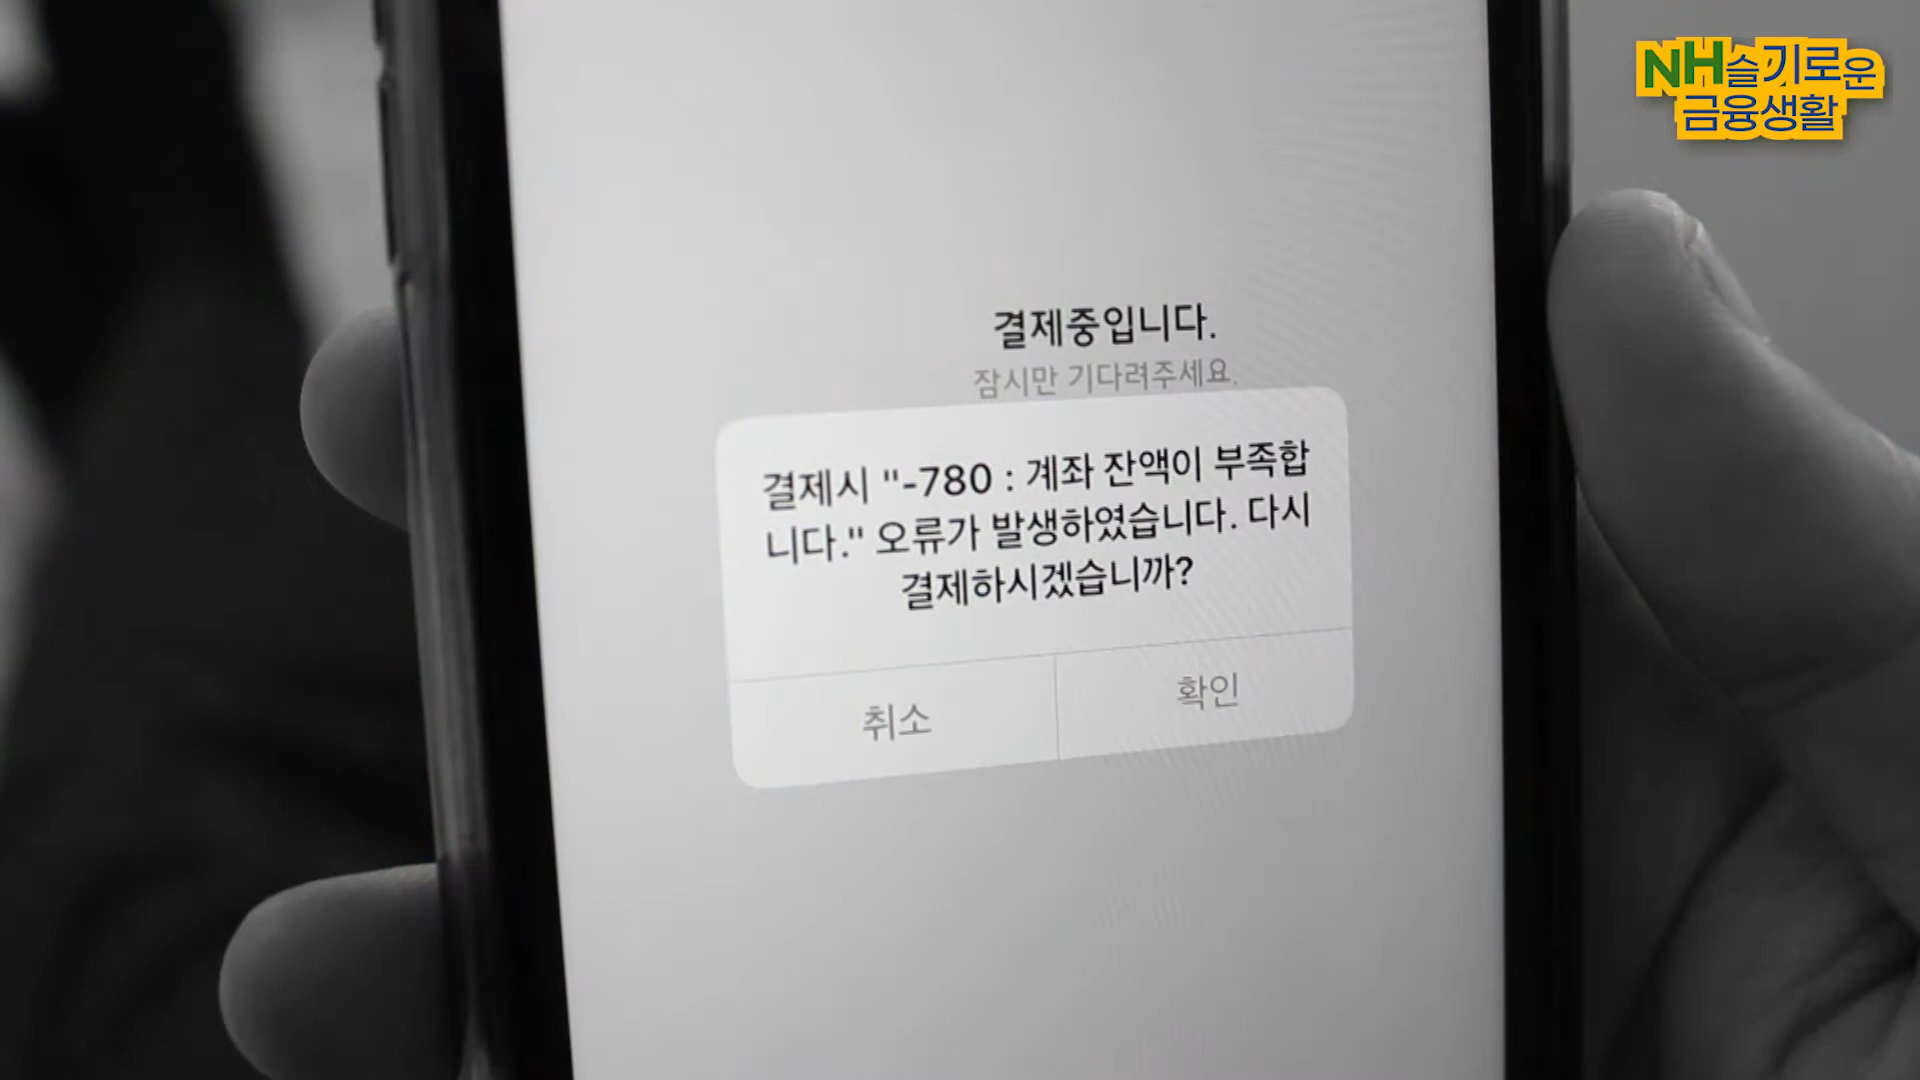 NH슬기로운
금융생활
결제중입니다.
잠시만 기다려주세요.
결제시 "-780 : 계좌 잔액이 부족합
니다." 오류가 발생하였습니다. 다시
결제하시겠습니까?
취소
확인